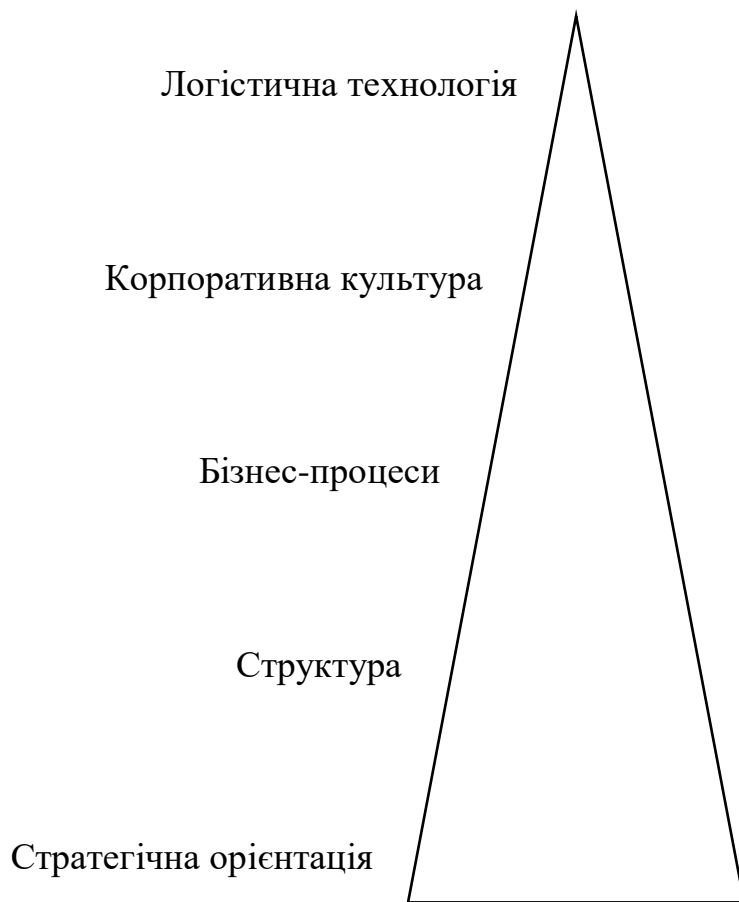 Логістична технологія
Корпоративна культура
Бізнес-процеси
Структура
Стратегічна орієнтація